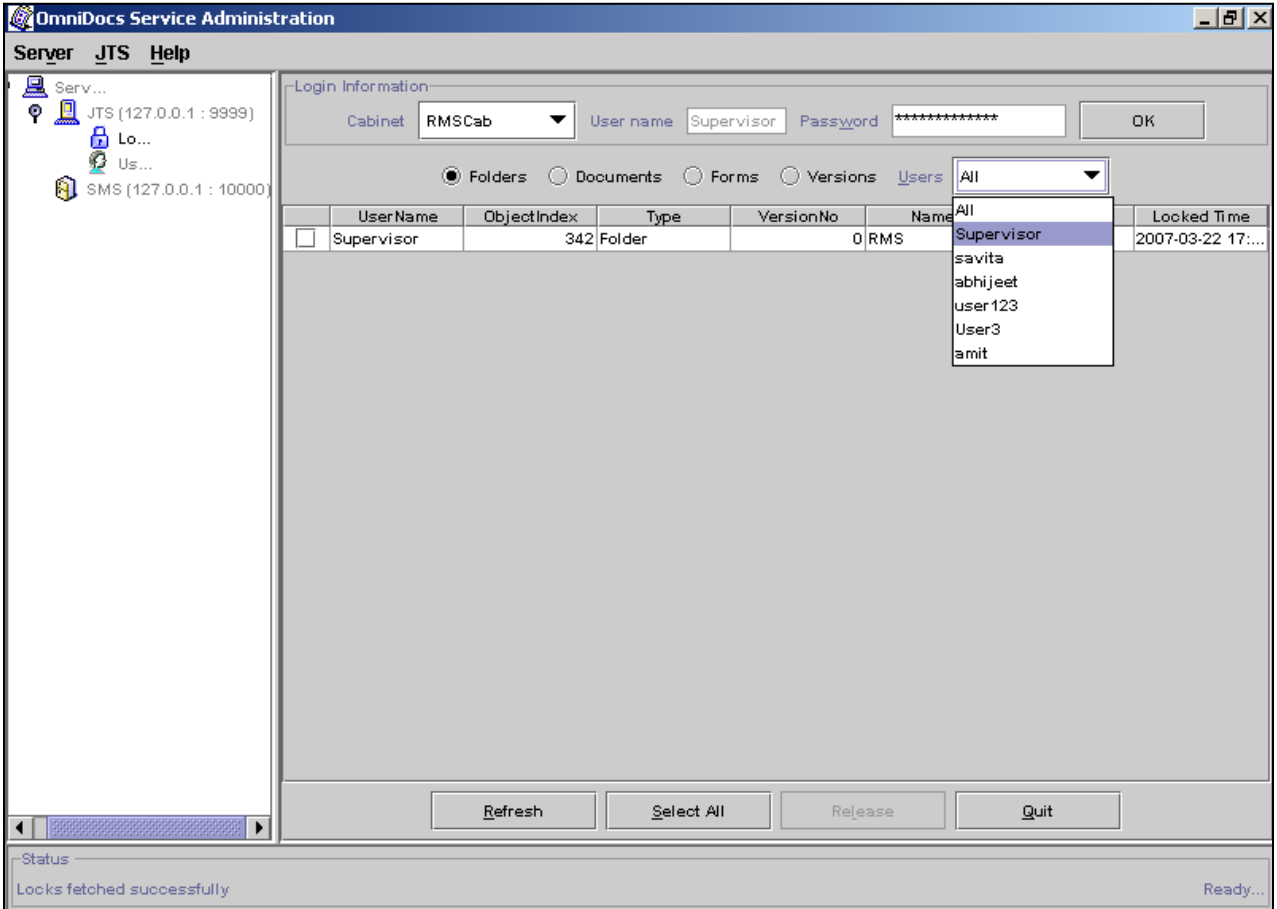 OmniDocs Service Administration
Server JTS Help
Serv...
JTS (127.0.0.1 : 9999)
Lo...
Us...
SMS (127.0.0.1 : 10000)
Login Information
Cabinet RMSCab User name Supervisor Password ************* OK
Folders Documents Forms Versions Users All
UserName ObjectIndex Type VersionNo Name Locked Time
Supervisor 342 Folder 0 RMS 2007-03-22 17:...
All
Supervisor
savita
abhijeet
user123
User3
amit
Refresh Select All Release Quit
Status
Locks fetched successfully Ready...